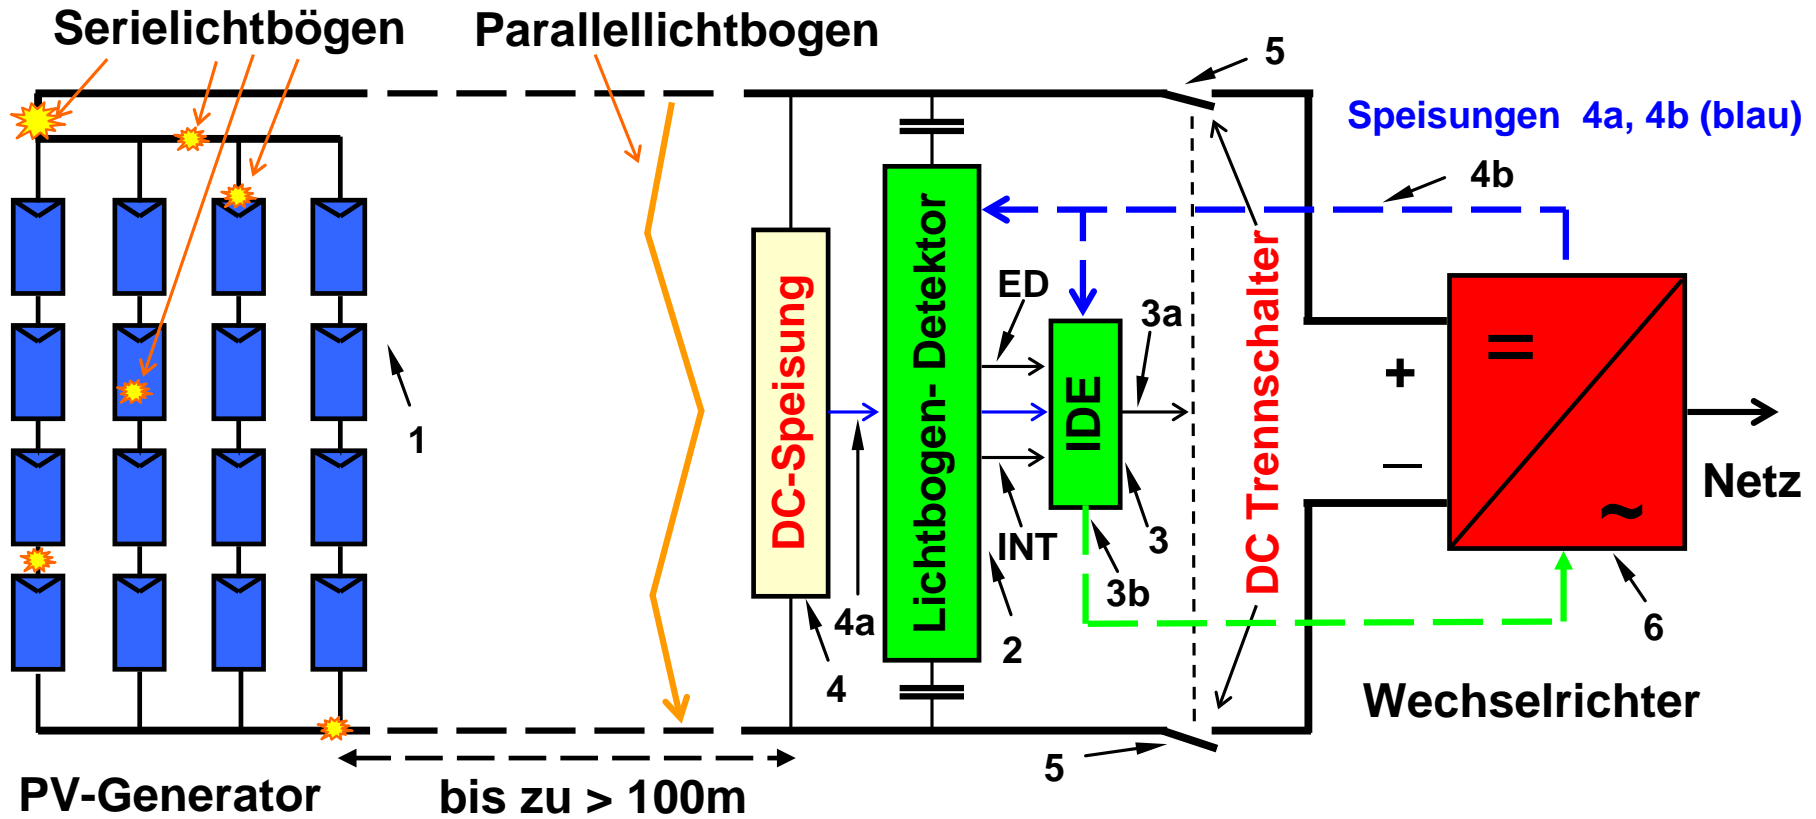 Serielichtbögen
Parallellichtbogen
5
Speisungen 4a, 4b (blau)
4b
ED
3a
DC-Speisung
Lichtbogen- Detektor
IDE
DC Trennschalter
=
+
–
~
1
Netz
INT
3
3b
4a
2
4
6
Wechselrichter
5
PV-Generator
bis zu > 100m